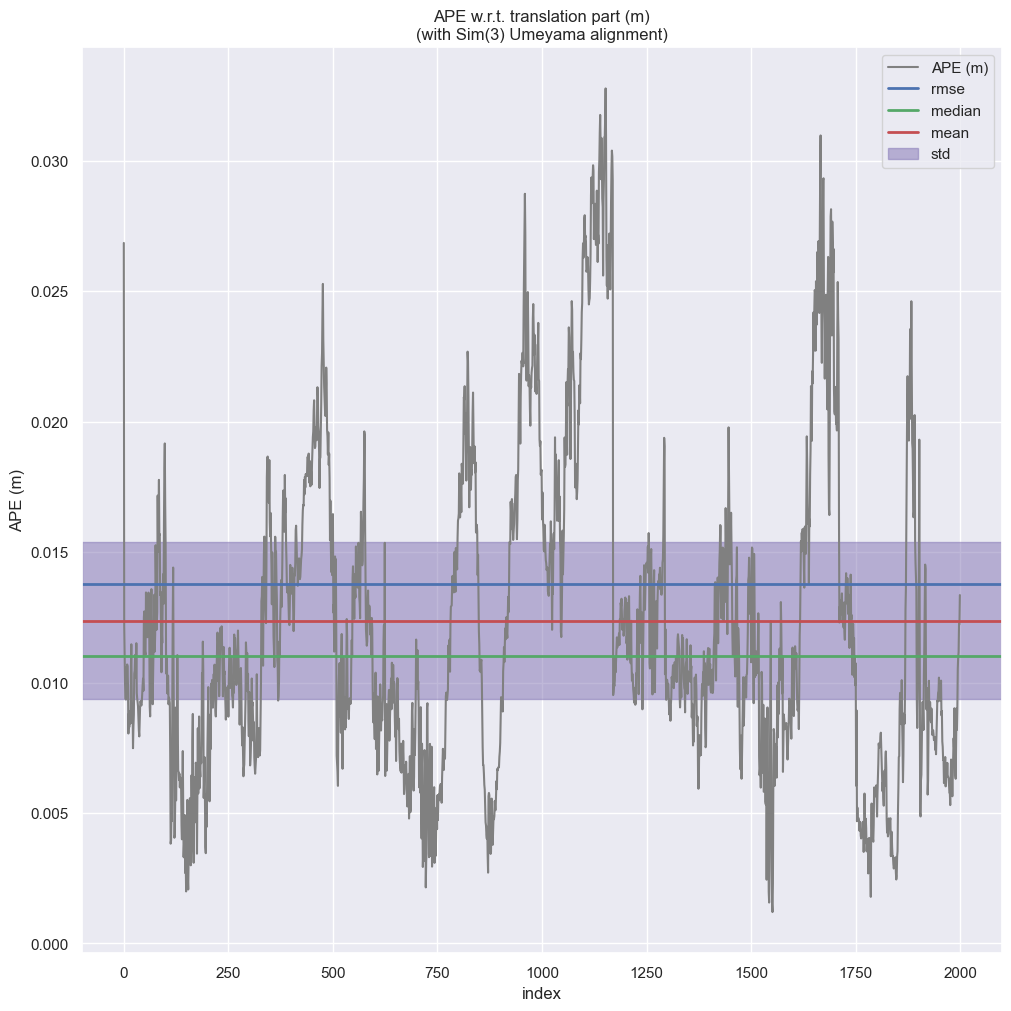 APE w.r.t. translation part (m)
(with Sim(3) Umeyama alignment)
APE (m)
rmse
median
mean
std
APE (m)
0.030
0.025
0.020
0.015
0.010
0.005
0.000
0
250
500
750
1000
1250
1500
1750
2000
index